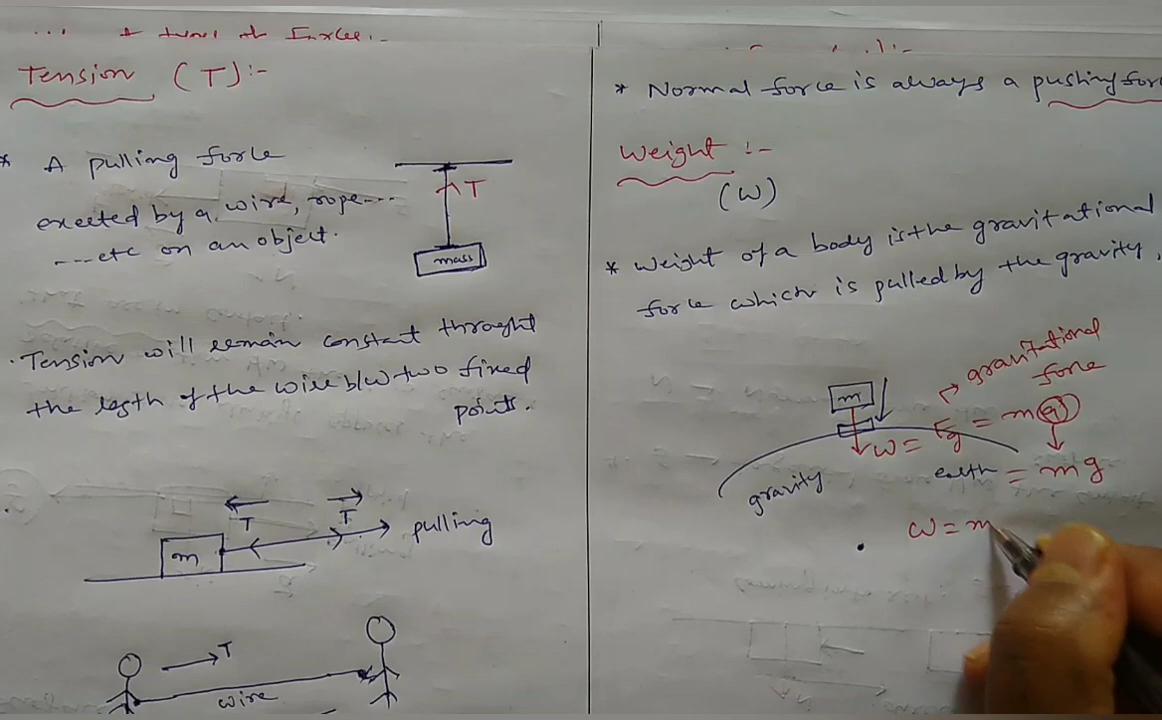 Tension (T):-
* A pulling force
exerted by a wire, rope---
---etc on an object.
T
mass
. Tension will remain constant throught
the legth of the wire b/w two fixed
points.
T
T
m
pulling
T
wire
* Normal force is always a pushing for
Weight :-
(W)
* Weight of a body is the gravitational
force which is pulled by the gravity.
gravitational
force
m
W = Fg = m(a)
gravity
earth
= mg
W = m